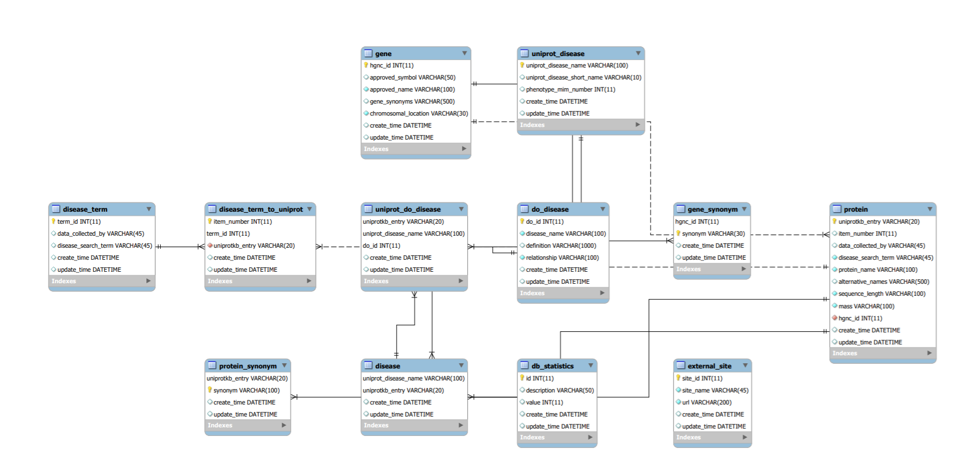 gene
hgnc_id INT(11)
approved_symbol VARCHAR(50)
approved_name VARCHAR(100)
gene_synonyms VARCHAR(500)
chromosomal_location VARCHAR(30)
create_time DATETIME
update_time DATETIME
Indexes
uniprot_disease
uniprot_disease_name VARCHAR(100)
uniprot_disease_short_name VARCHAR(10)
phenotype_mim_number INT(11)
create_time DATETIME
update_time DATETIME
Indexes
disease_term
term_id INT(11)
data_collected_by VARCHAR(45)
disease_search_term VARCHAR(45)
create_time DATETIME
update_time DATETIME
Indexes
disease_term_to_uniprot
item_number INT(11)
term_id INT(11)
uniprotkb_entry VARCHAR(20)
create_time DATETIME
update_time DATETIME
Indexes
uniprot_do_disease
uniprotkb_entry VARCHAR(20)
uniprot_disease_name VARCHAR(100)
do_id INT(11)
create_time DATETIME
update_time DATETIME
Indexes
do_disease
do_id INT(11)
disease_name VARCHAR(100)
definition VARCHAR(1000)
relationship VARCHAR(100)
create_time DATETIME
update_time DATETIME
Indexes
gene_synonym
hgnc_id INT(11)
synonym VARCHAR(30)
create_time DATETIME
update_time DATETIME
Indexes
protein
uniprotkb_entry VARCHAR(20)
item_number INT(11)
data_collected_by VARCHAR(45)
disease_search_term VARCHAR(45)
protein_name VARCHAR(100)
alternative_names VARCHAR(500)
sequence_length VARCHAR(100)
mass VARCHAR(100)
hgnc_id INT(11)
create_time DATETIME
update_time DATETIME
Indexes
protein_synonym
uniprotkb_entry VARCHAR(20)
synonym VARCHAR(100)
create_time DATETIME
update_time DATETIME
Indexes
disease
uniprot_disease_name VARCHAR(100)
uniprotkb_entry VARCHAR(20)
create_time DATETIME
update_time DATETIME
Indexes
db_statistics
id INT(11)
description VARCHAR(50)
value INT(11)
create_time DATETIME
update_time DATETIME
Indexes
external_site
site_id INT(11)
site_name VARCHAR(45)
url VARCHAR(200)
create_time DATETIME
update_time DATETIME
Indexes